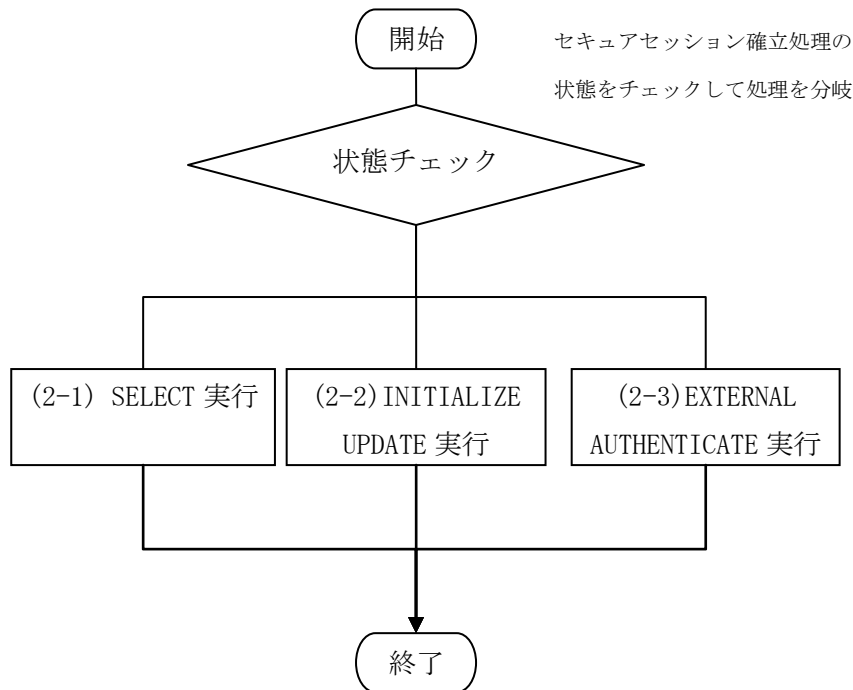 開始
セキュアセッション確立処理の
状態をチェックして処理を分岐
状態チェック
(2-1) SELECT 実行
(2-2)INITIALIZE
UPDATE 実行
(2-3)EXTERNAL
AUTHENTICATE 実行
終了